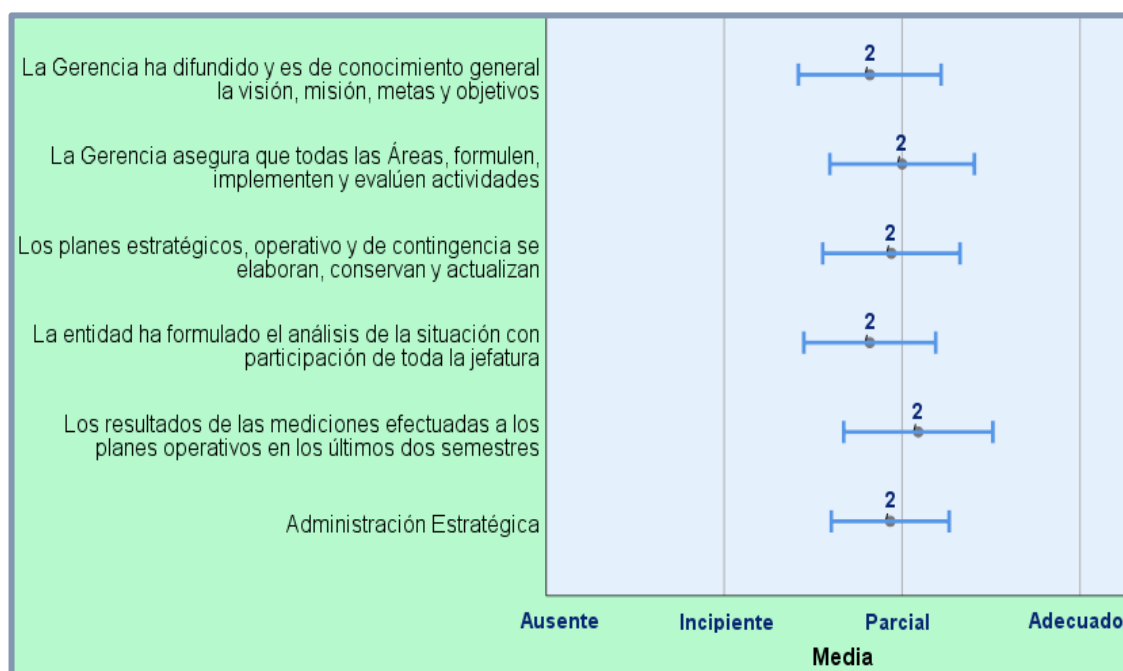 La Gerencia ha difundido y es de conocimiento general
la visión, misión, metas y objetivos
2
La Gerencia asegura que todas las Áreas, formulen,
implementen y evalúen actividades
2
Los planes estratégicos, operativo y de contingencia se
elaboran, conservan y actualizan
2
La entidad ha formulado el análisis de la situación con
participación de toda la jefatura
2
Los resultados de las mediciones efectuadas a los
planes operativos en los últimos dos semestres
2
Administración Estratégica
2
Ausente Incipiente Parcial Adecuado
Media